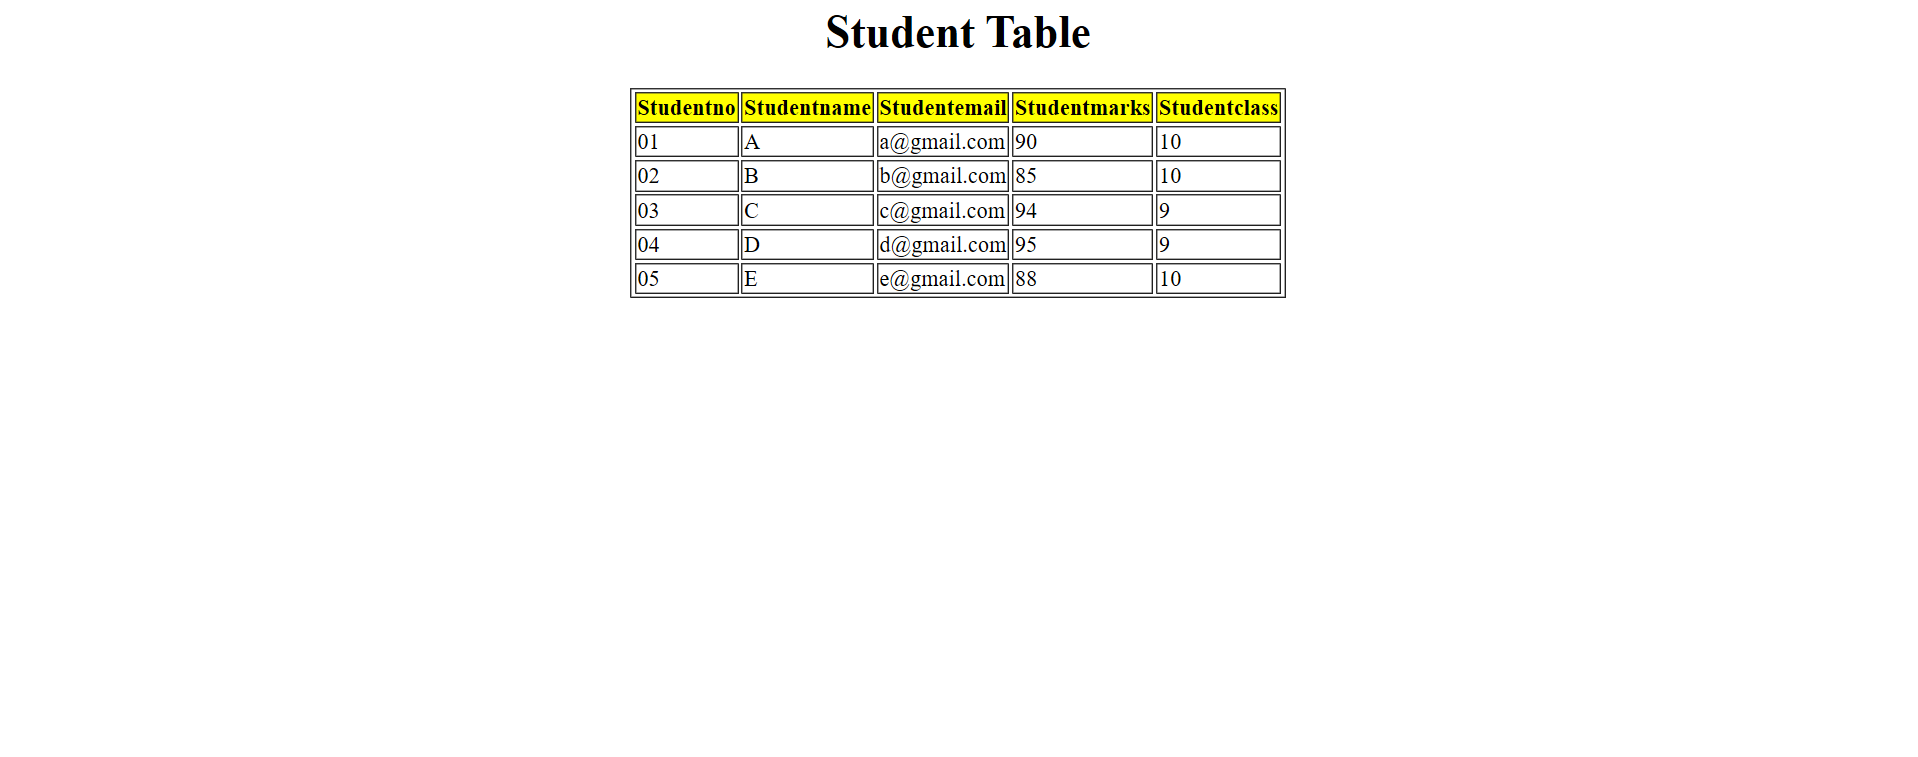 Student Table
Studentno Studentname Studentemail Studentmarks Studentclass
01 A a@gmail.com 90 10
02 B b@gmail.com 85 10
03 C c@gmail.com 94 9
04 D d@gmail.com 95 9
05 E e@gmail.com 88 10